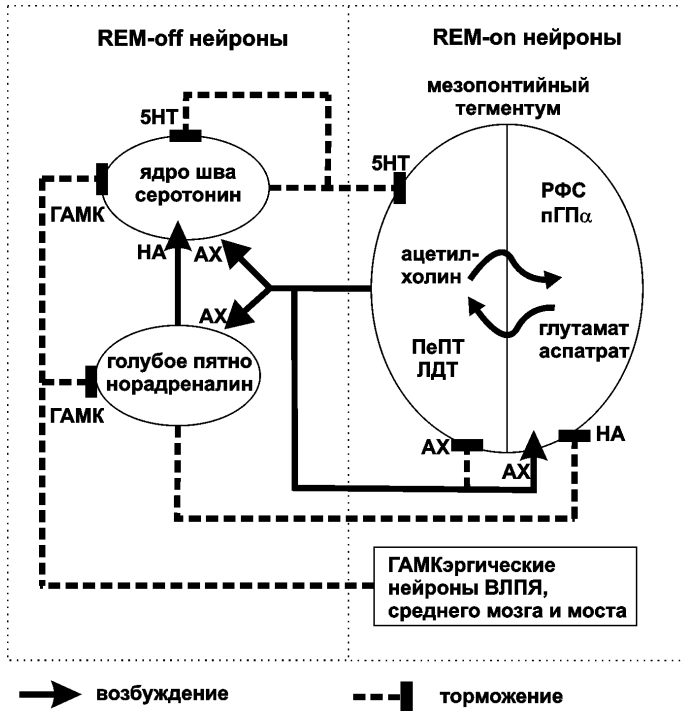 REM-off нейроны
REM-on нейроны
мезопонтийный
тегментум
5НТ
ядро шва
серотонин
5НТ
ГАМК
РФС
пГПα
НА
АХ
ацетил-
холин
АХ
глутамат
аспатрат
голубое пятно
норадреналин
ПеПТ
ЛДТ
ГАМК
АХ
НА
АХ
ГАМКэргические
нейроны ВЛПЯ,
среднего мозга и моста
возбуждение
торможение